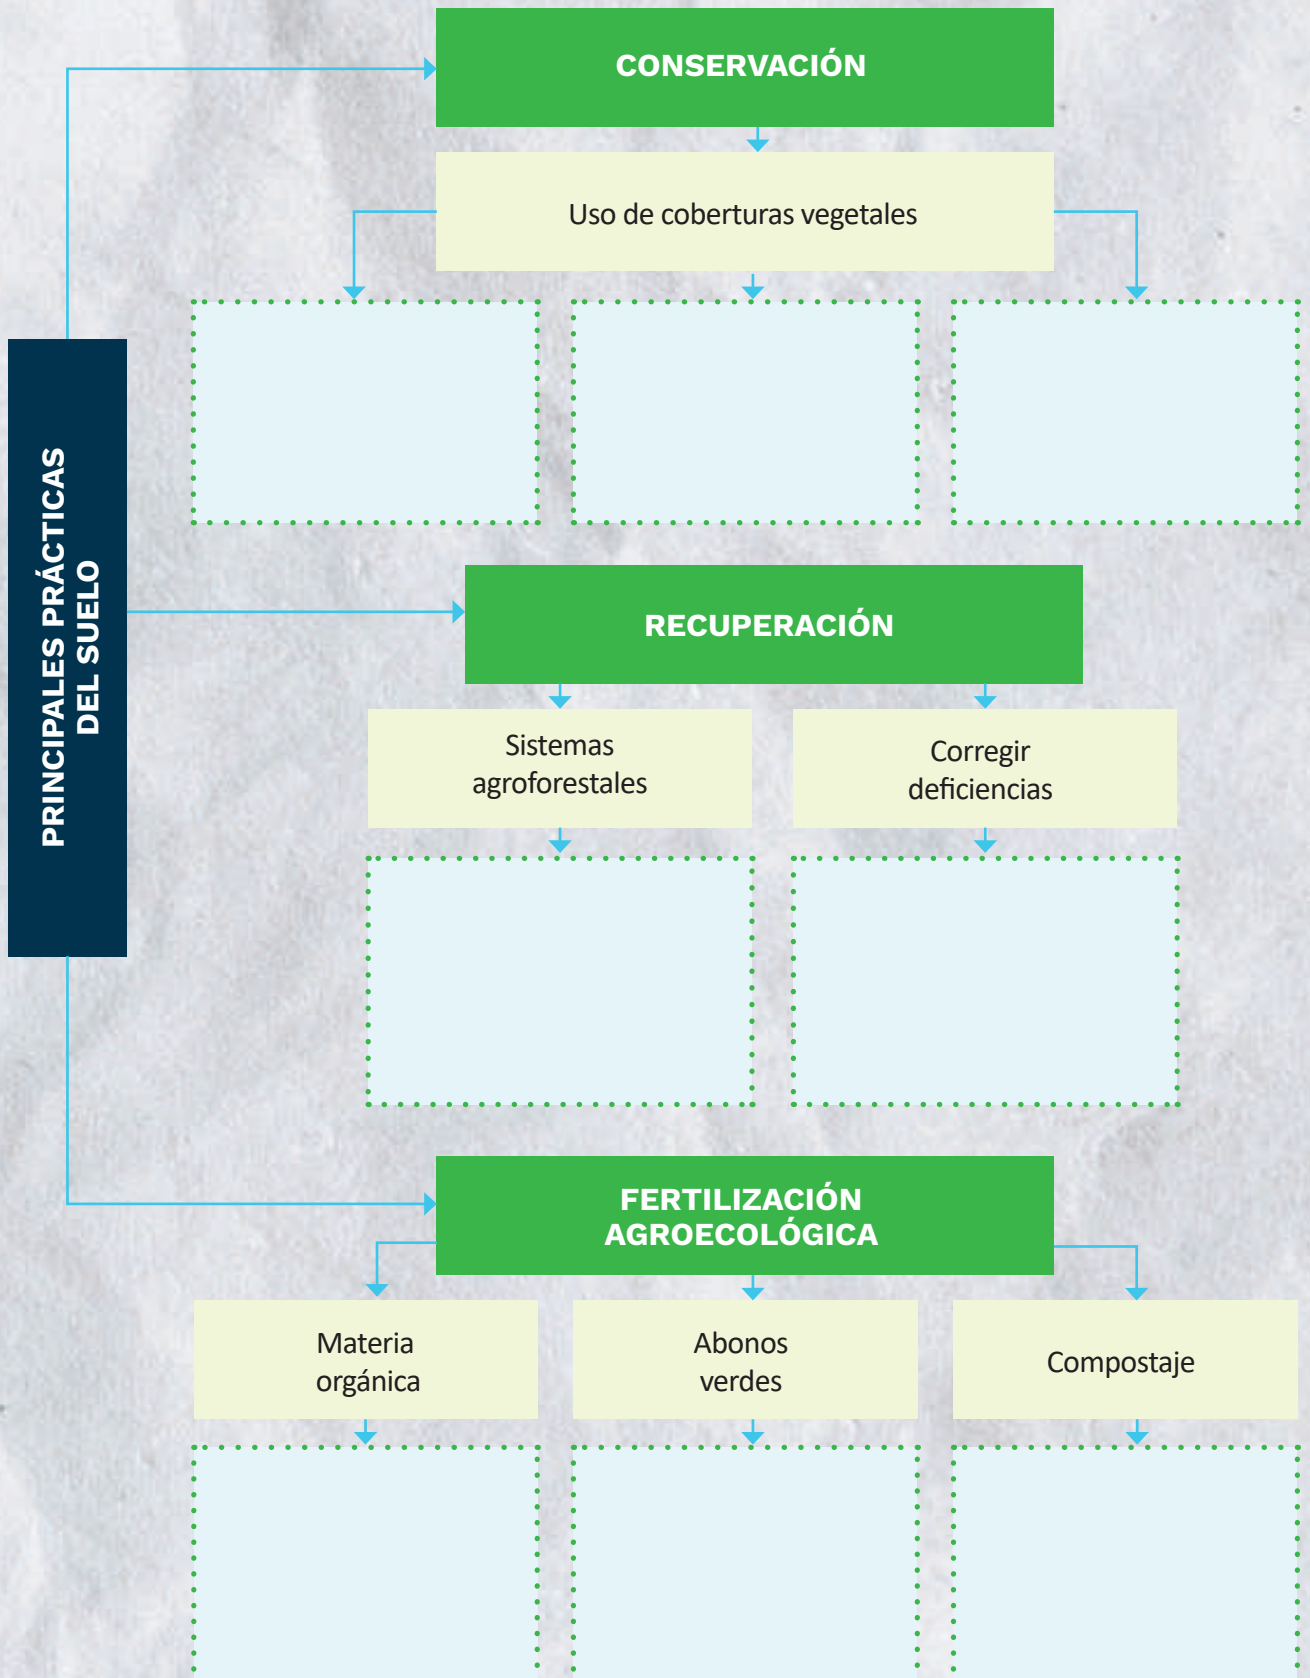 CONSERVACIÓN
Uso de coberturas vegetales
PRINCIPALES PRÁCTICAS
DEL SUELO
RECUPERACIÓN
Sistemas
agroforestales
Corregir
deficiencias
FERTILIZACIÓN
AGROECOLÓGICA
Materia
orgánica
Abonos
verdes
Compostaje